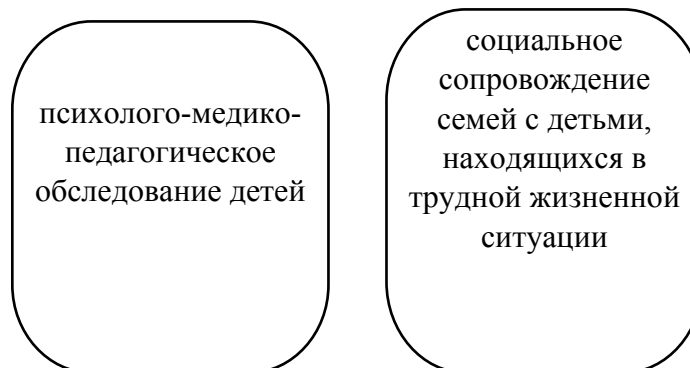 психолого-медико-
педагогическое
обследование детей
социальное
сопровождение
семей с детьми,
находящихся в
трудной жизненной
ситуации